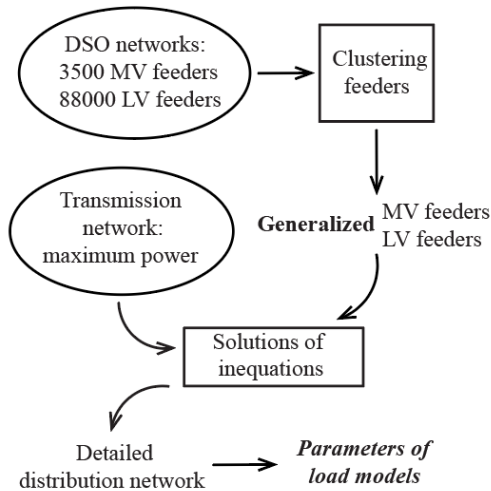 DSO networks:
3500 MV feeders
88000 LV feeders
Clustering
feeders
Transmission
network:
maximum power
Generalized MV feeders
LV feeders
Solutions of
inequations
Detailed
distribution network
Parameters of
load models